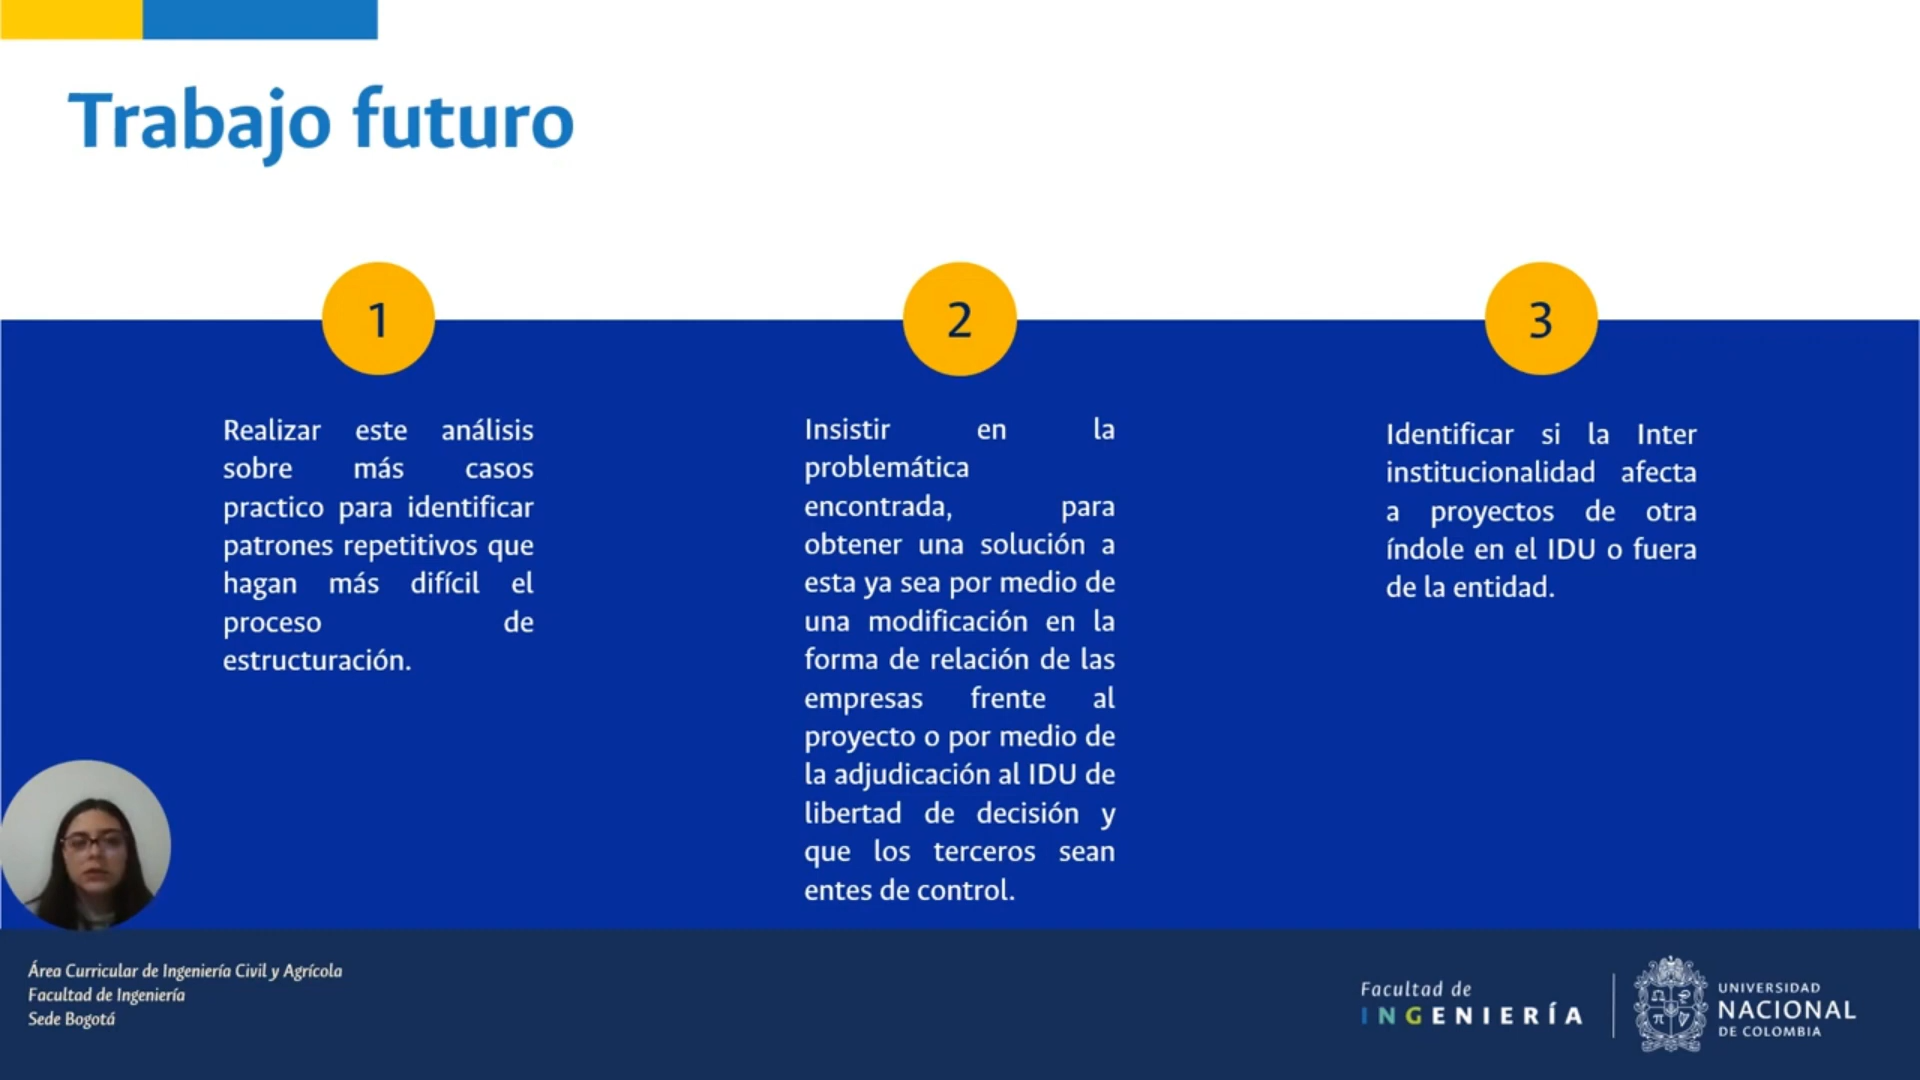 Trabajo futuro
1
Realizar este análisis
sobre más casos
practico para identificar
patrones repetitivos que
hagan más difícil el
proceso de
estructuración.
2
Insistir en la
problemática
encontrada, para
obtener una solución a
esta ya sea por medio de
una modificación en la
forma de relación de las
empresas frente al
proyecto o por medio de
la adjudicación al IDU de
libertad de decisión y
que los terceros sean
entes de control.
3
Identificar si la Inter
institucionalidad afecta
a proyectos de otra
índole en el IDU o fuera
de la entidad.
Área Curricular de Ingeniería Civil y Agrícola
Facultad de Ingeniería
Sede Bogotá
Facultad de
INGENIERÍA
UNIVERSIDAD
NACIONAL
DE COLOMBIA